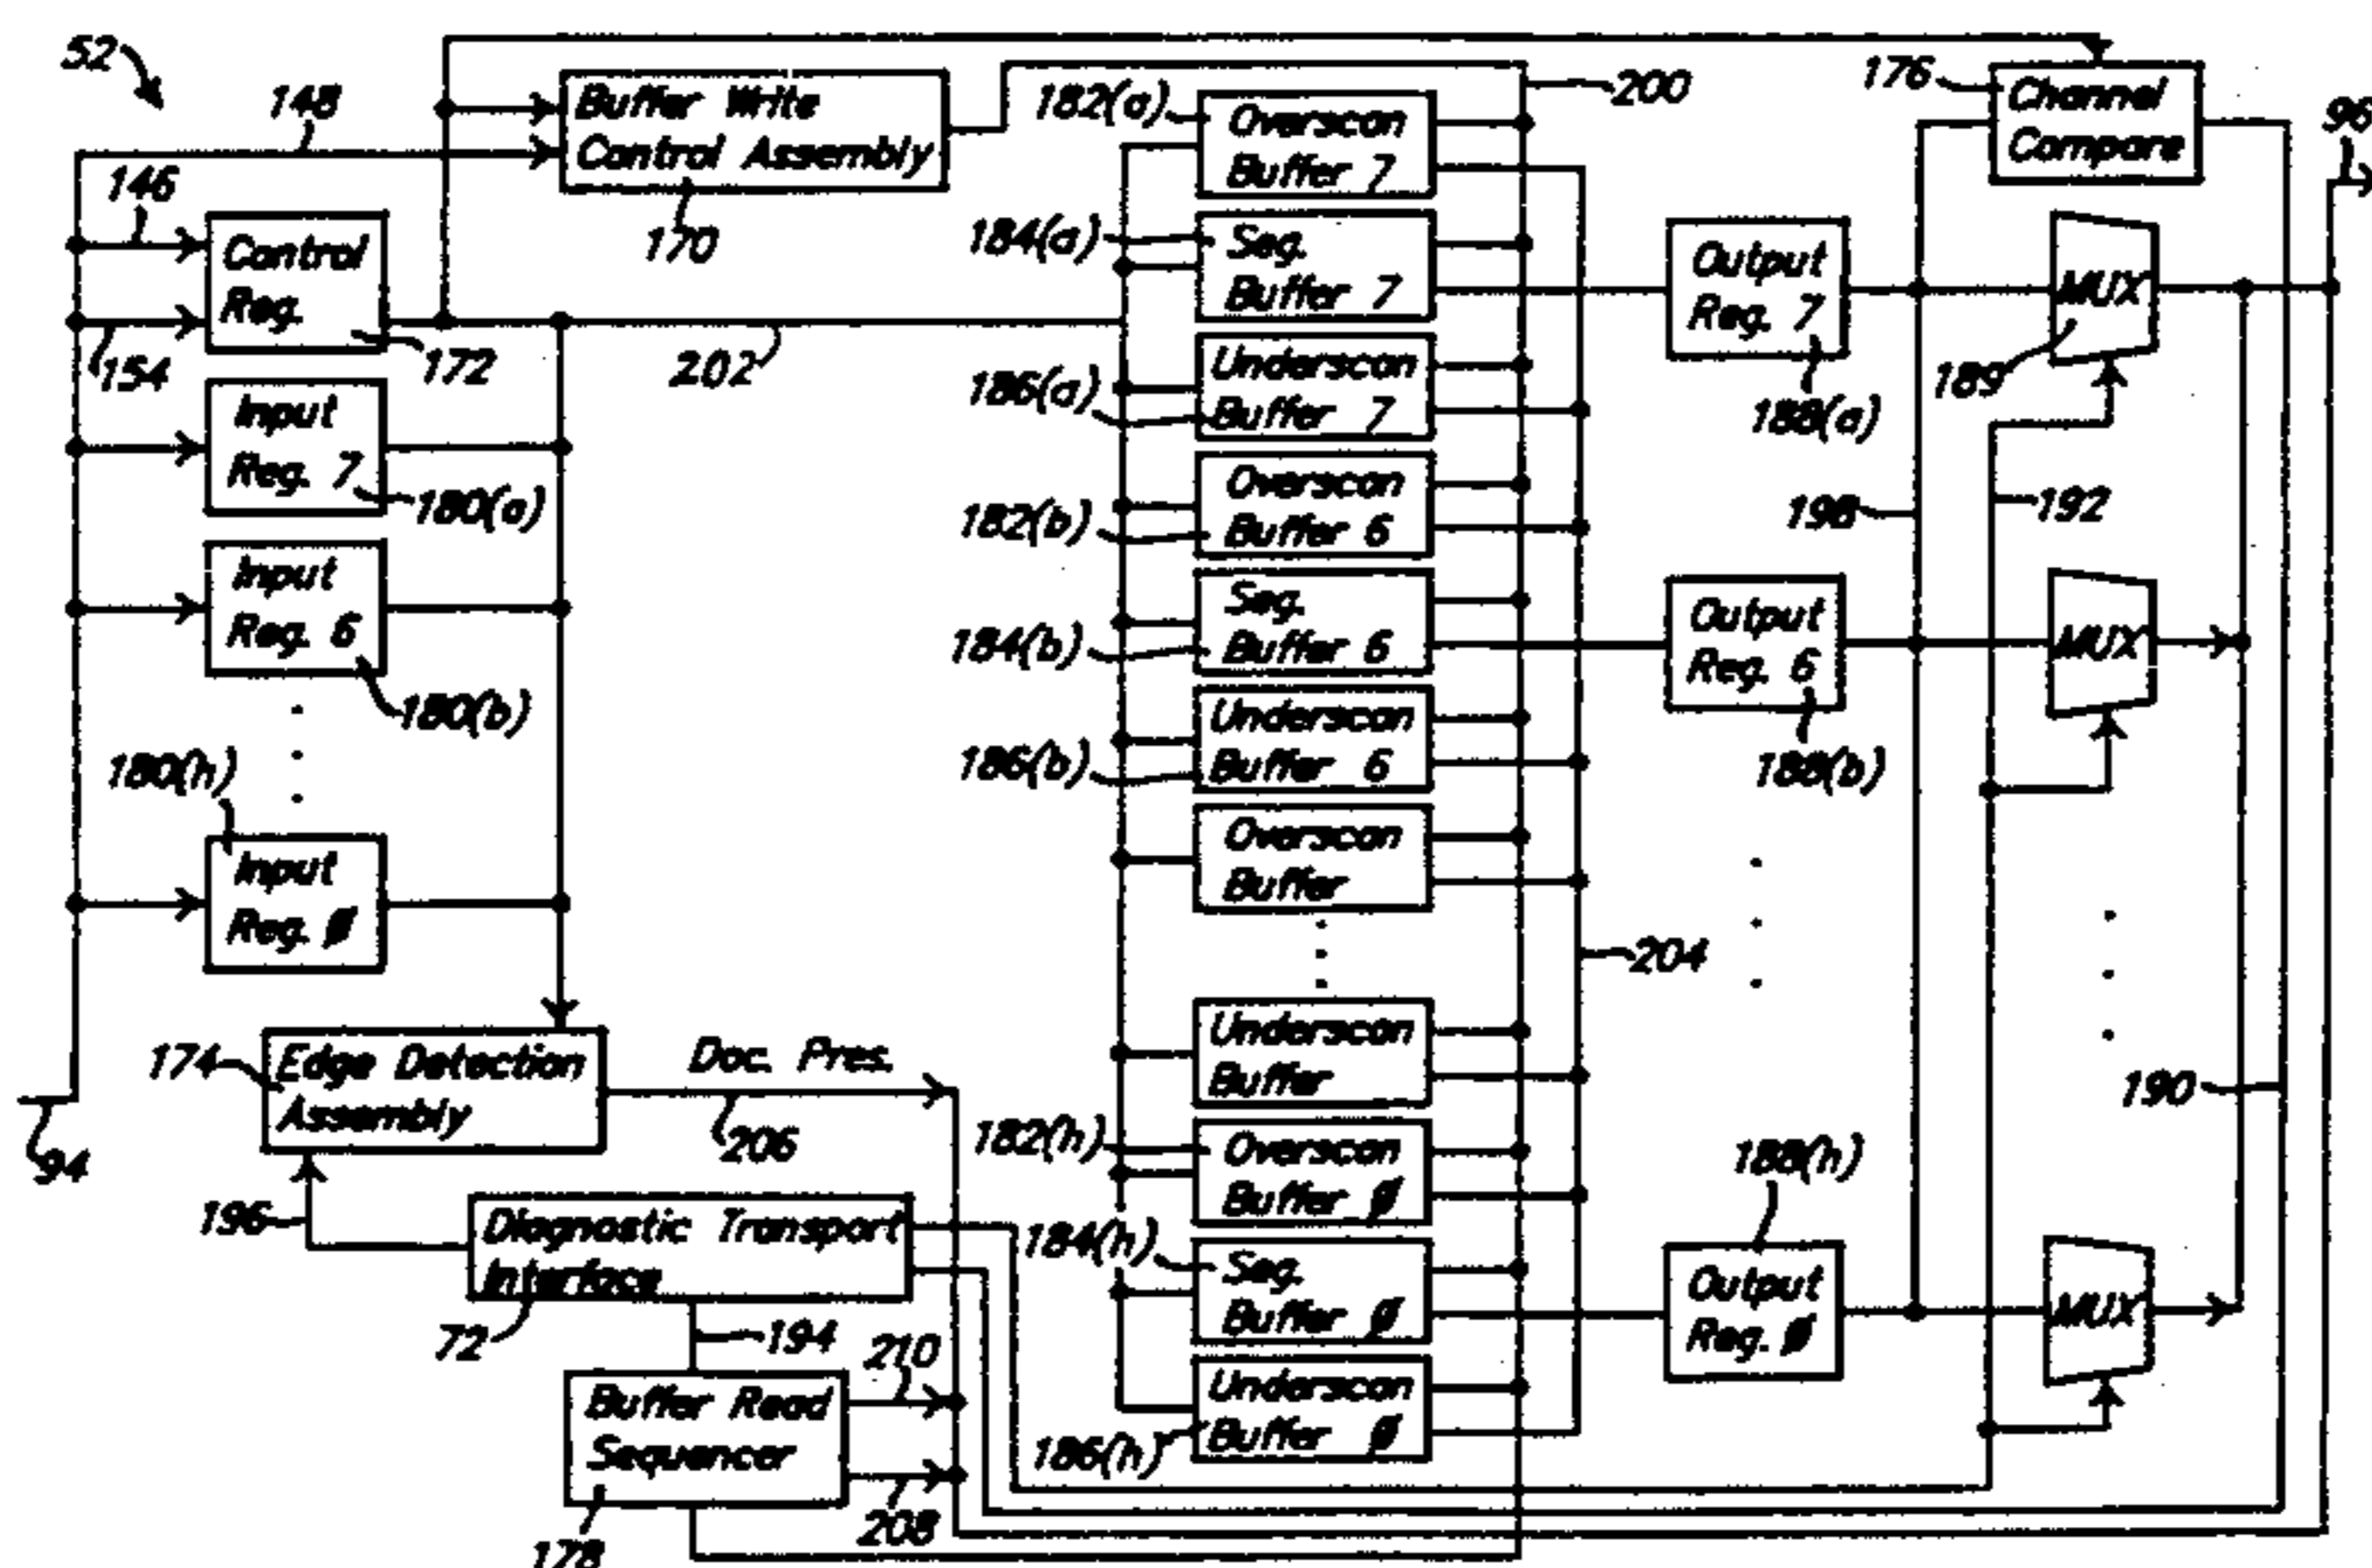 52
148
146
154
Buffer Write
Control Assembly
170
Control
Reg.
172
202
Input
Reg. 7
180(a)
Input
Reg. 6
180(b)
180(h)
Input
Reg. Ø
94
174
Edge Detection
Assembly
Doc. Pres.
206
196
Diagnostic Transport
Interface
72
194
Buffer Read
Sequencer
178
210
208
182(a)
Overscan
Buffer 7
184(a)
Seg.
Buffer 7
186(a)
Underscan
Buffer 7
182(b)
Overscan
Buffer 6
184(b)
Seg.
Buffer 6
186(b)
Underscan
Buffer 6
Overscan
Buffer
Underscan
Buffer
182(h)
Overscan
Buffer Ø
184(h)
Seg.
Buffer Ø
186(h)
Underscan
Buffer Ø
200
204
Output
Reg. 7
188(a)
Output
Reg. 6
188(b)
188(h)
Output
Reg. Ø
176
Channel
Compare
MUX
189
198
192
MUX
190
MUX